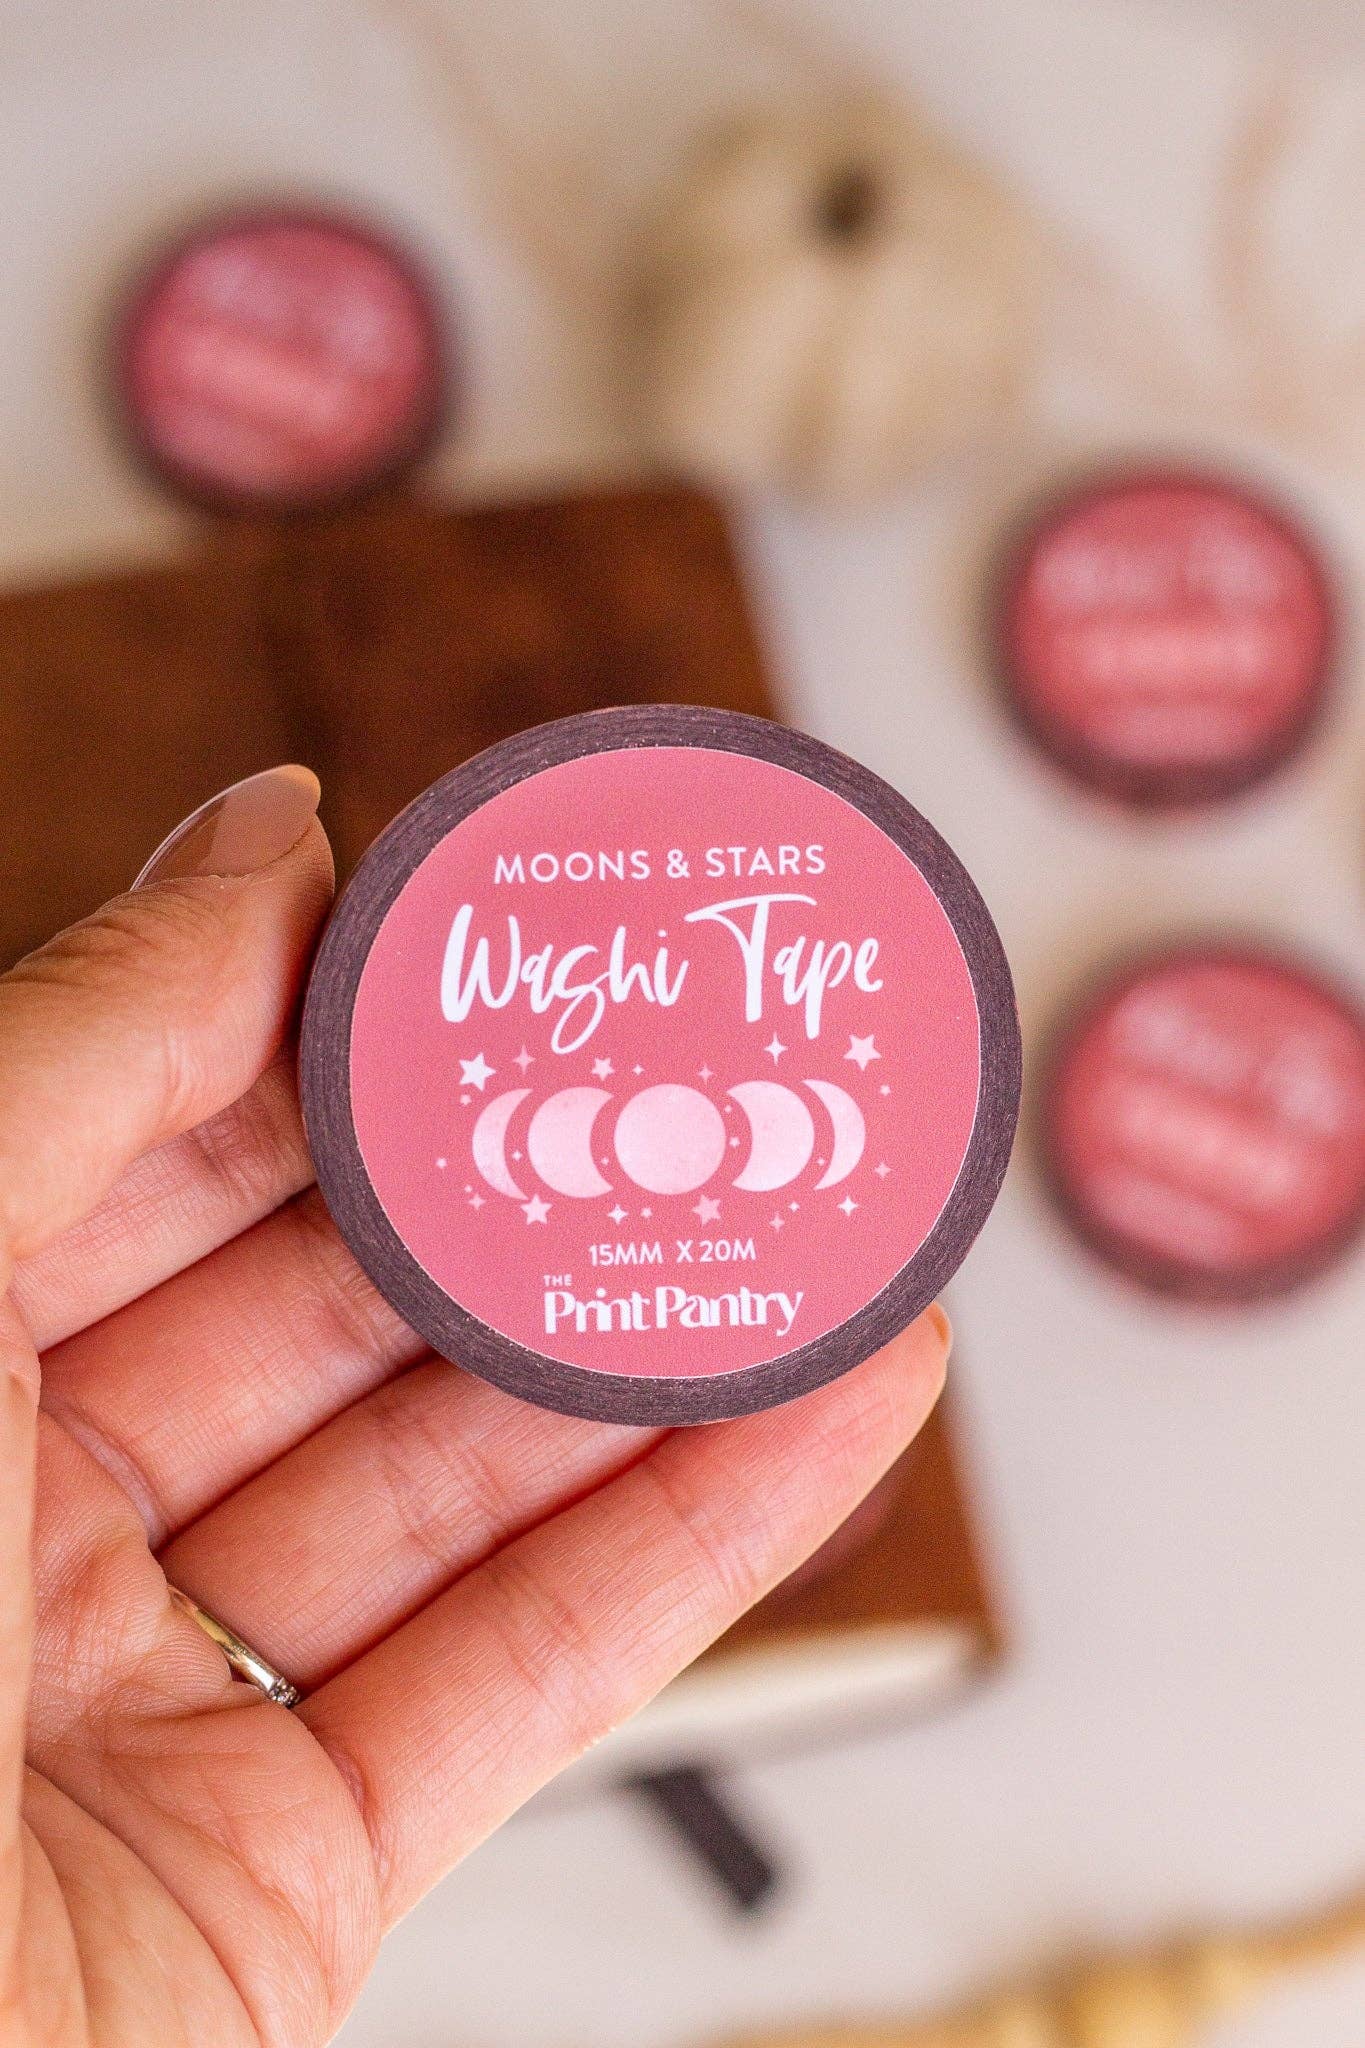 MOONS & STARS
Washi Tape
15MM X 20M
THE
Print Pantry